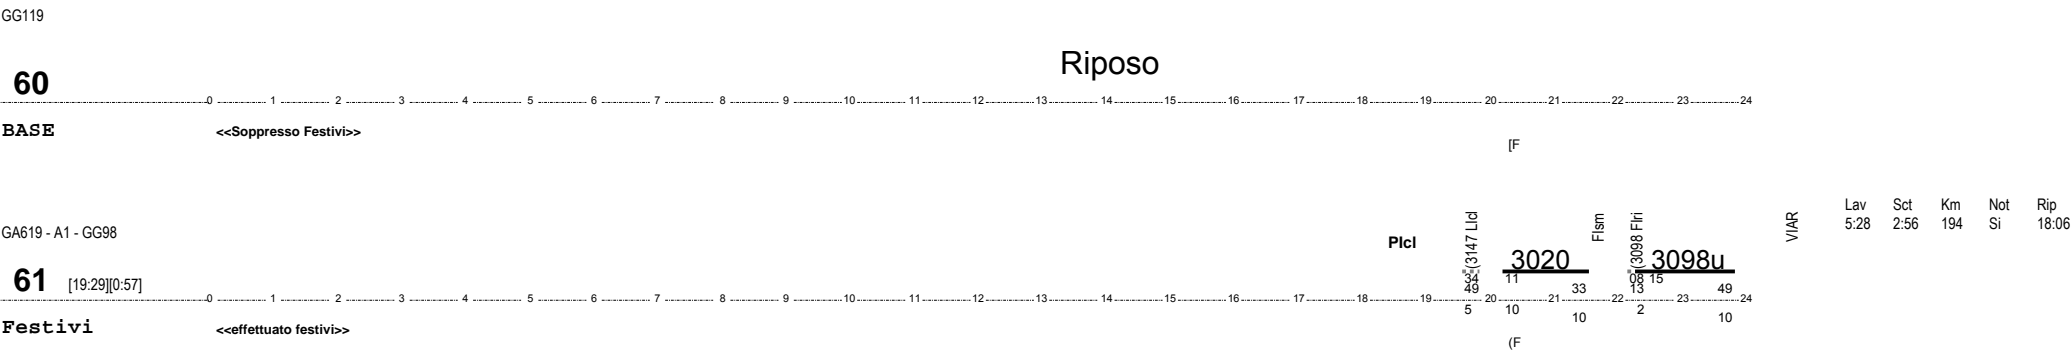 GG119
Riposo
60
0 1 2 3 4 5 6 7 8 9 10 11 12 13 14 15 16 17 18 19 20 21 22 23 24
BASE <<Soppresso Festivi>>
[F
Lav Sct Km Not Rip
5:28 2:56 194 Si 18:06
GA619 - A1 - GG98
PIcI
(3147 LIcI
3020
FIsm
(3098 FIri
3098u
VIAR
61 [19:29][0:57]
34 11 08 15
49 33 13 49
0 1 2 3 4 5 6 7 8 9 10 11 12 13 14 15 16 17 18 19 20 21 22 23 24
5 10 10 2 10
Festivi <<effettuato festivi>>
(F